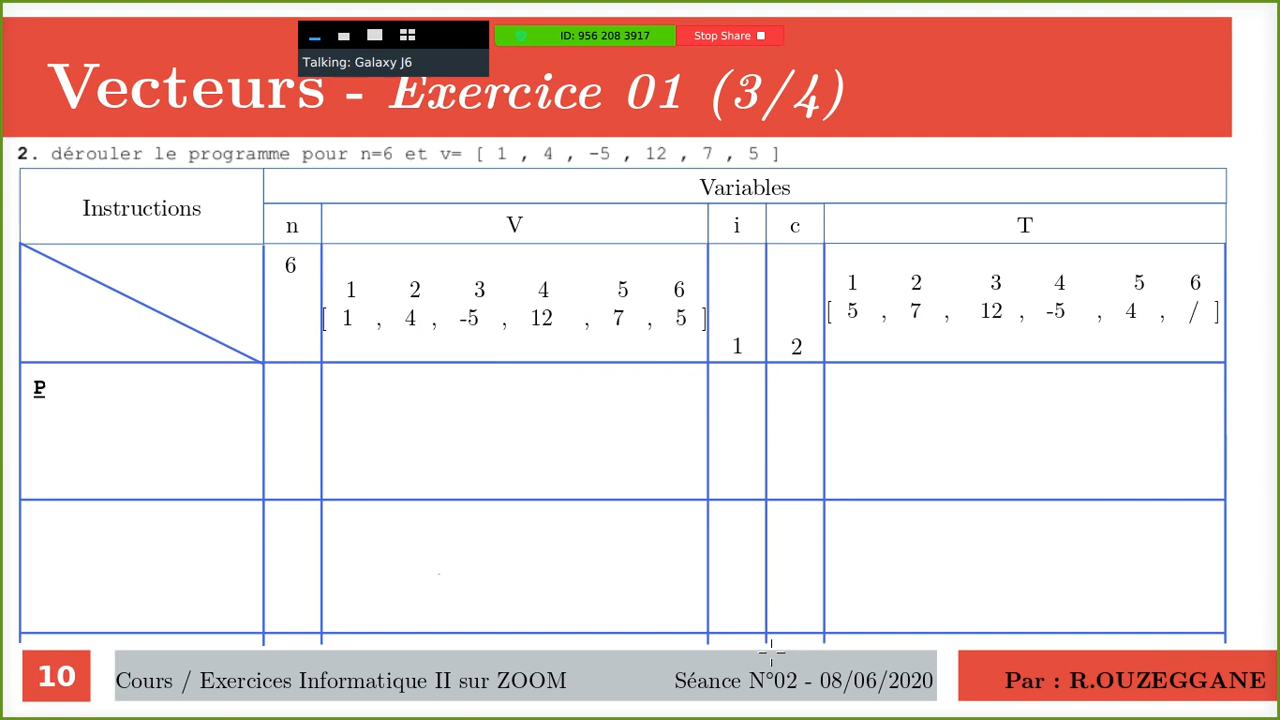 ID: 956 208 3917
Stop Share
Talking: Galaxy J6
Vecteurs - Exercice 01 (3/4)
2. dérouler le programme pour n=6 et v= [ 1 , 4 , -5 , 12 , 7 , 5 ]
Instructions
Variables
n V i c T
6
1 2 3 4 5 6
[ 1 , 4 , -5 , 12 , 7 , 5 ]
1 2
1 2 3 4 5 6
[ 5 , 7 , 12 , -5 , 4 , / ]
P
10
Cours / Exercices Informatique II sur ZOOM
Séance N°02 - 08/06/2020
Par : R.OUZEGGANE